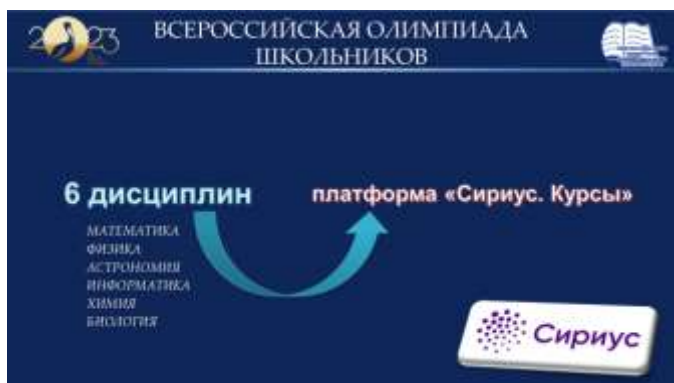 2023
ВСЕРОССИЙСКАЯ ОЛИМПИАДА
ШКОЛЬНИКОВ
6 дисциплин
платформа «Сириус. Курсы»
МАТЕМАТИКА
ФИЗИКА
АСТРОНОМИЯ
ИНФОРМАТИКА
ХИМИЯ
БИОЛОГИЯ
Сириус